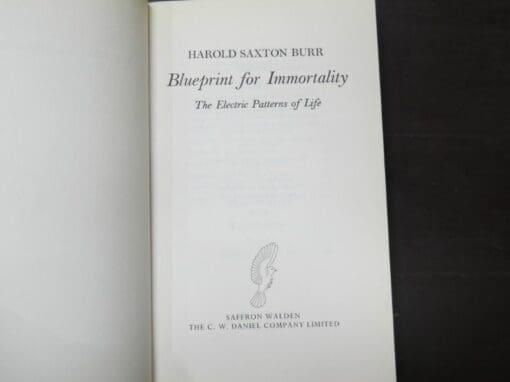 HAROLD SAXTON BURR
Blueprint for Immortality
The Electric Patterns of Life
SAFFRON WALDEN
THE C. W. DANIEL COMPANY LIMITED